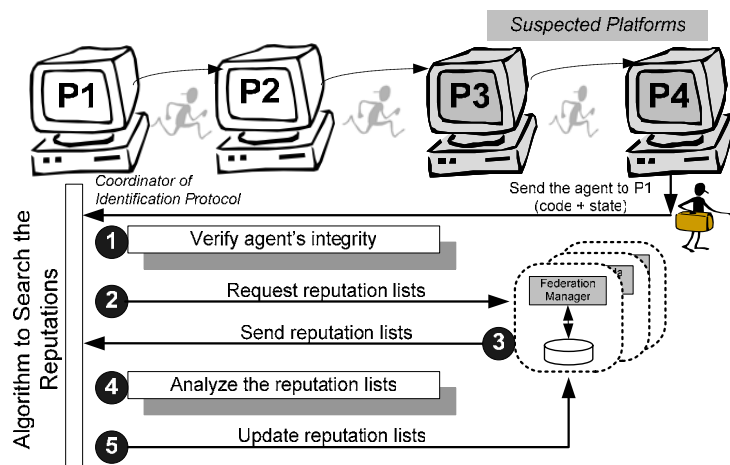 Suspected Platforms
P1
P2
P3
P4
Coordinator of
Identification Protocol
Send the agent to P1
(code + state)
Algorithm to Search the
Reputations
1
Verify agent's integrity
2
Request reputation lists
Federation
Manager
Send reputation lists
3
4
Analyze the reputation lists
5
Update reputation lists